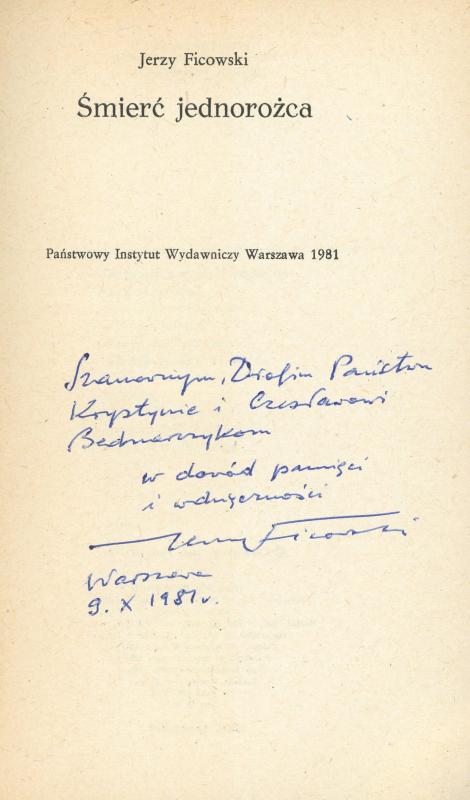 Jerzy Ficowski
Śmierć jednorożca
Państwowy Instytut Wydawniczy Warszawa 1981
Szanownym, Drogim Państwu
Krystynie i Czesławowi
Bednarczykom
w dowód pamięci
i wdzięczności
Jerzy Ficowski
Warszawa
9. X 1981 r.